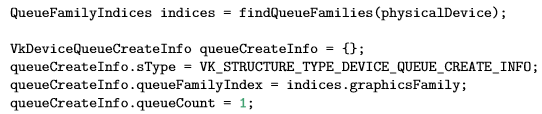 QueueFamilyIndices indices = findQueueFamilies(physicalDevice);

VkDeviceQueueCreateInfo queueCreateInfo = {};
queueCreateInfo.sType = VK_STRUCTURE_TYPE_DEVICE_QUEUE_CREATE_INFO;
queueCreateInfo.queueFamilyIndex = indices.graphicsFamily;
queueCreateInfo.queueCount = 1;